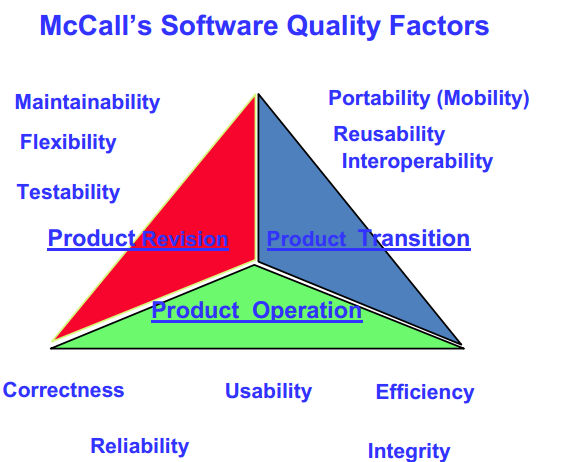 McCall's Software Quality Factors
Maintainability
Portability (Mobility)
Flexibility
Reusability
Interoperability
Testability
Product Revision
Product Transition
Product Operation
Correctness
Usability
Efficiency
Reliability
Integrity